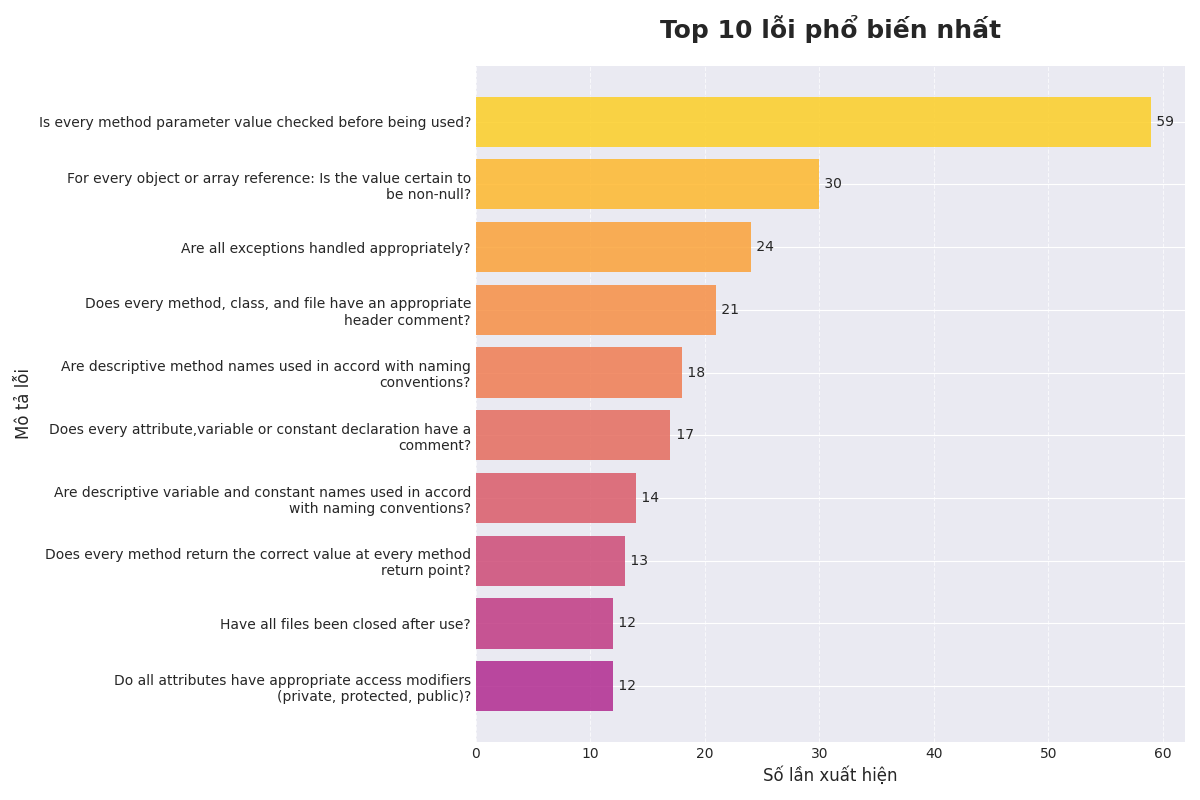 Top 10 lỗi phổ biến nhất
Mô tả lỗi
Is every method parameter value checked before being used?
59
For every object or array reference: Is the value certain to
be non-null?
30
Are all exceptions handled appropriately?
24
Does every method, class, and file have an appropriate
header comment?
21
Are descriptive method names used in accord with naming
conventions?
18
Does every attribute,variable or constant declaration have a
comment?
17
Are descriptive variable and constant names used in accord
with naming conventions?
14
Does every method return the correct value at every method
return point?
13
Have all files been closed after use?
12
Do all attributes have appropriate access modifiers
(private, protected, public)?
12
0 10 20 30 40 50 60
Số lần xuất hiện